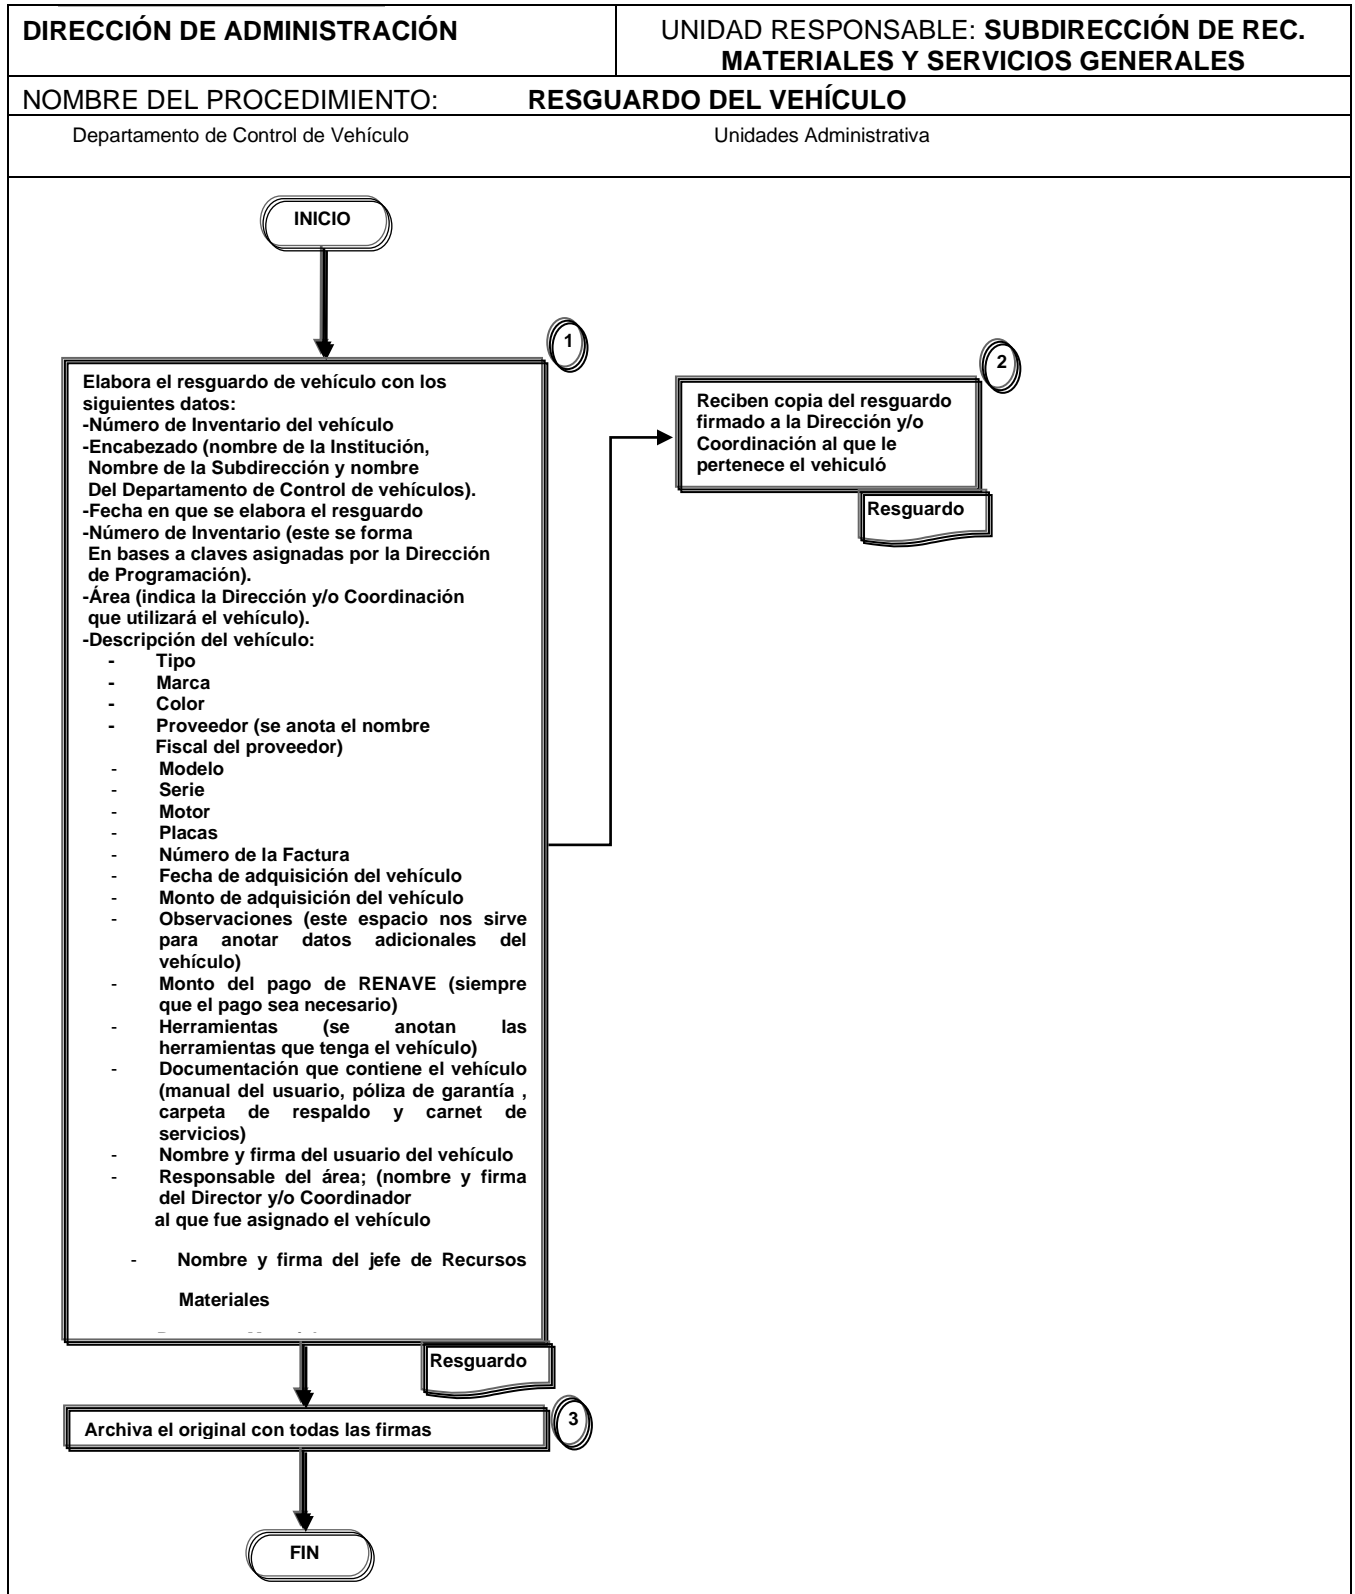 DIRECCIÓN DE ADMINISTRACIÓN
UNIDAD RESPONSABLE: SUBDIRECCIÓN DE REC.
MATERIALES Y SERVICIOS GENERALES
NOMBRE DEL PROCEDIMIENTO: RESGUARDO DEL VEHÍCULO
Departamento de Control de Vehículo
Unidades Administrativa
INICIO
1
Elabora el resguardo de vehículo con los
siguientes datos:
-Número de Inventario del vehículo
-Encabezado (nombre de la Institución,
Nombre de la Subdirección y nombre
Del Departamento de Control de vehículos).
-Fecha en que se elabora el resguardo
-Número de Inventario (este se forma
En bases a claves asignadas por la Dirección
de Programación).
-Área (indica la Dirección y/o Coordinación
que utilizará el vehículo).
-Descripción del vehículo:
- Tipo
- Marca
- Color
- Proveedor (se anota el nombre
Fiscal del proveedor)
- Modelo
- Serie
- Motor
- Placas
- Número de la Factura
- Fecha de adquisición del vehículo
- Monto de adquisición del vehículo
- Observaciones (este espacio nos sirve
para anotar datos adicionales del
vehículo)
- Monto del pago de RENAVE (siempre
que el pago sea necesario)
- Herramientas (se anotan las
herramientas que tenga el vehículo)
- Documentación que contiene el vehículo
(manual del usuario, póliza de garantía ,
carpeta de respaldo y carnet de
servicios)
- Nombre y firma del usuario del vehículo
- Responsable del área; (nombre y firma
del Director y/o Coordinador
al que fue asignado el vehículo
- Nombre y firma del jefe de Recursos
Materiales
Resguardo
2
Reciben copia del resguardo
firmado a la Dirección y/o
Coordinación al que le
pertenece el vehiculó
Resguardo
3
Archiva el original con todas las firmas
FIN